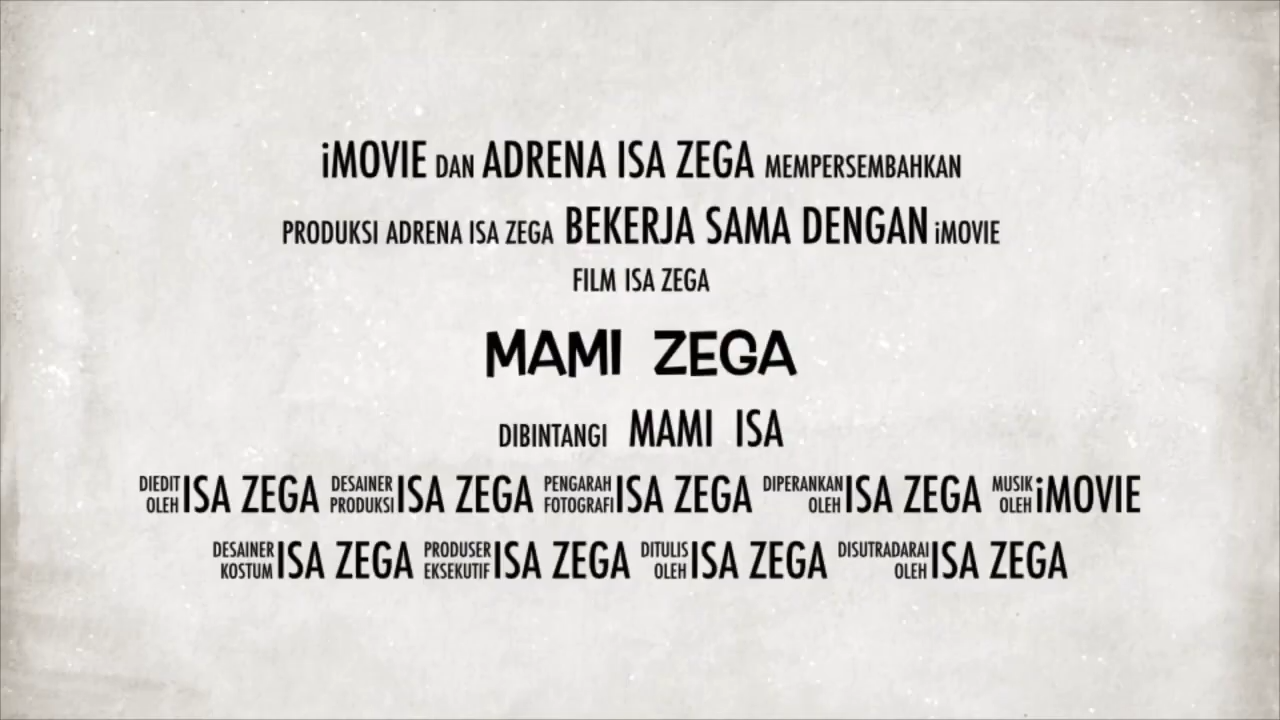 iMOVIE DAN ADRENA ISA ZEGA MEMPERSEMBAHKAN
PRODUKSI ADRENA ISA ZEGA BEKERJA SAMA DENGAN iMOVIE
FILM ISA ZEGA
MAMI ZEGA
DIBINTANGI MAMI ISA
DIEDIT OLEH ISA ZEGA DESAINER PRODUKSI ISA ZEGA PENGARAH FOTOGRAFI ISA ZEGA DIPERANKAN OLEH ISA ZEGA MUSIK OLEH iMOVIE
DESAINER KOSTUM ISA ZEGA PRODUSER EKSEKUTIF ISA ZEGA DITULIS OLEH ISA ZEGA DISUTRADARAI OLEH ISA ZEGA